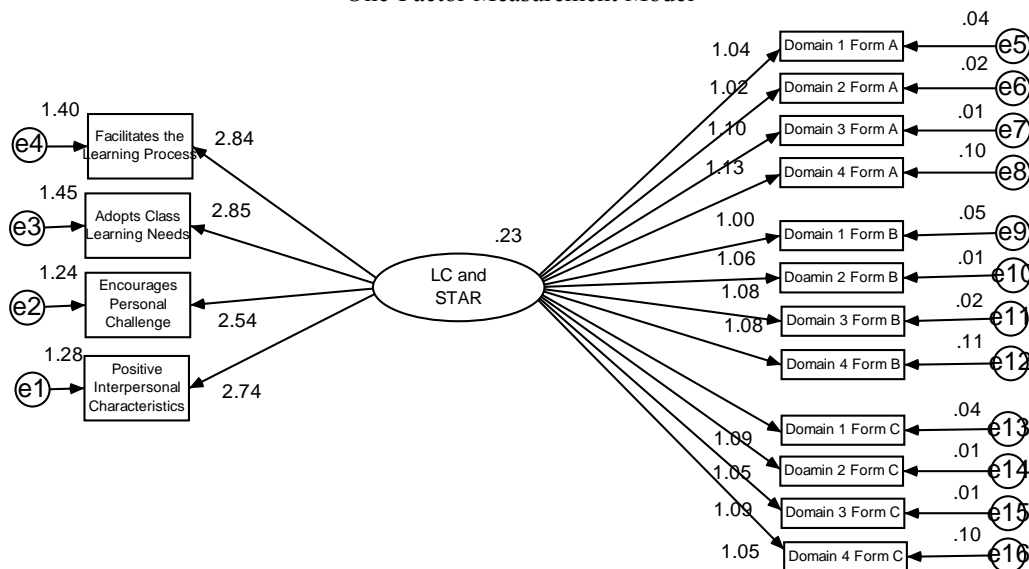 One-Factor Measurement Model
1.40
e4
Facilitates the
Learning Process
2.84
1.45
e3
Adopts Class
Learning Needs
2.85
1.24
e2
Encourages
Personal
Challenge
2.54
1.28
e1
Positive
Interpersonal
Characteristics
2.74
.23
LC and
STAR
1.04
Domain 1 Form A
.04
e5
1.02
Domain 2 Form A
.02
e6
1.10
Domain 3 Form A
.01
e7
1.13
Domain 4 Form A
.10
e8
1.00
Domain 1 Form B
.05
e9
1.06
Doamin 2 Form B
.01
e10
1.08
Domain 3 Form B
.02
e11
1.08
Domain 4 Form B
.11
e12
Domain 1 Form C
.04
e13
1.09
Doamin 2 Form C
.01
e14
1.05
Domain 3 Form C
.01
e15
1.09
1.05
Domain 4 Form C
.10
e16